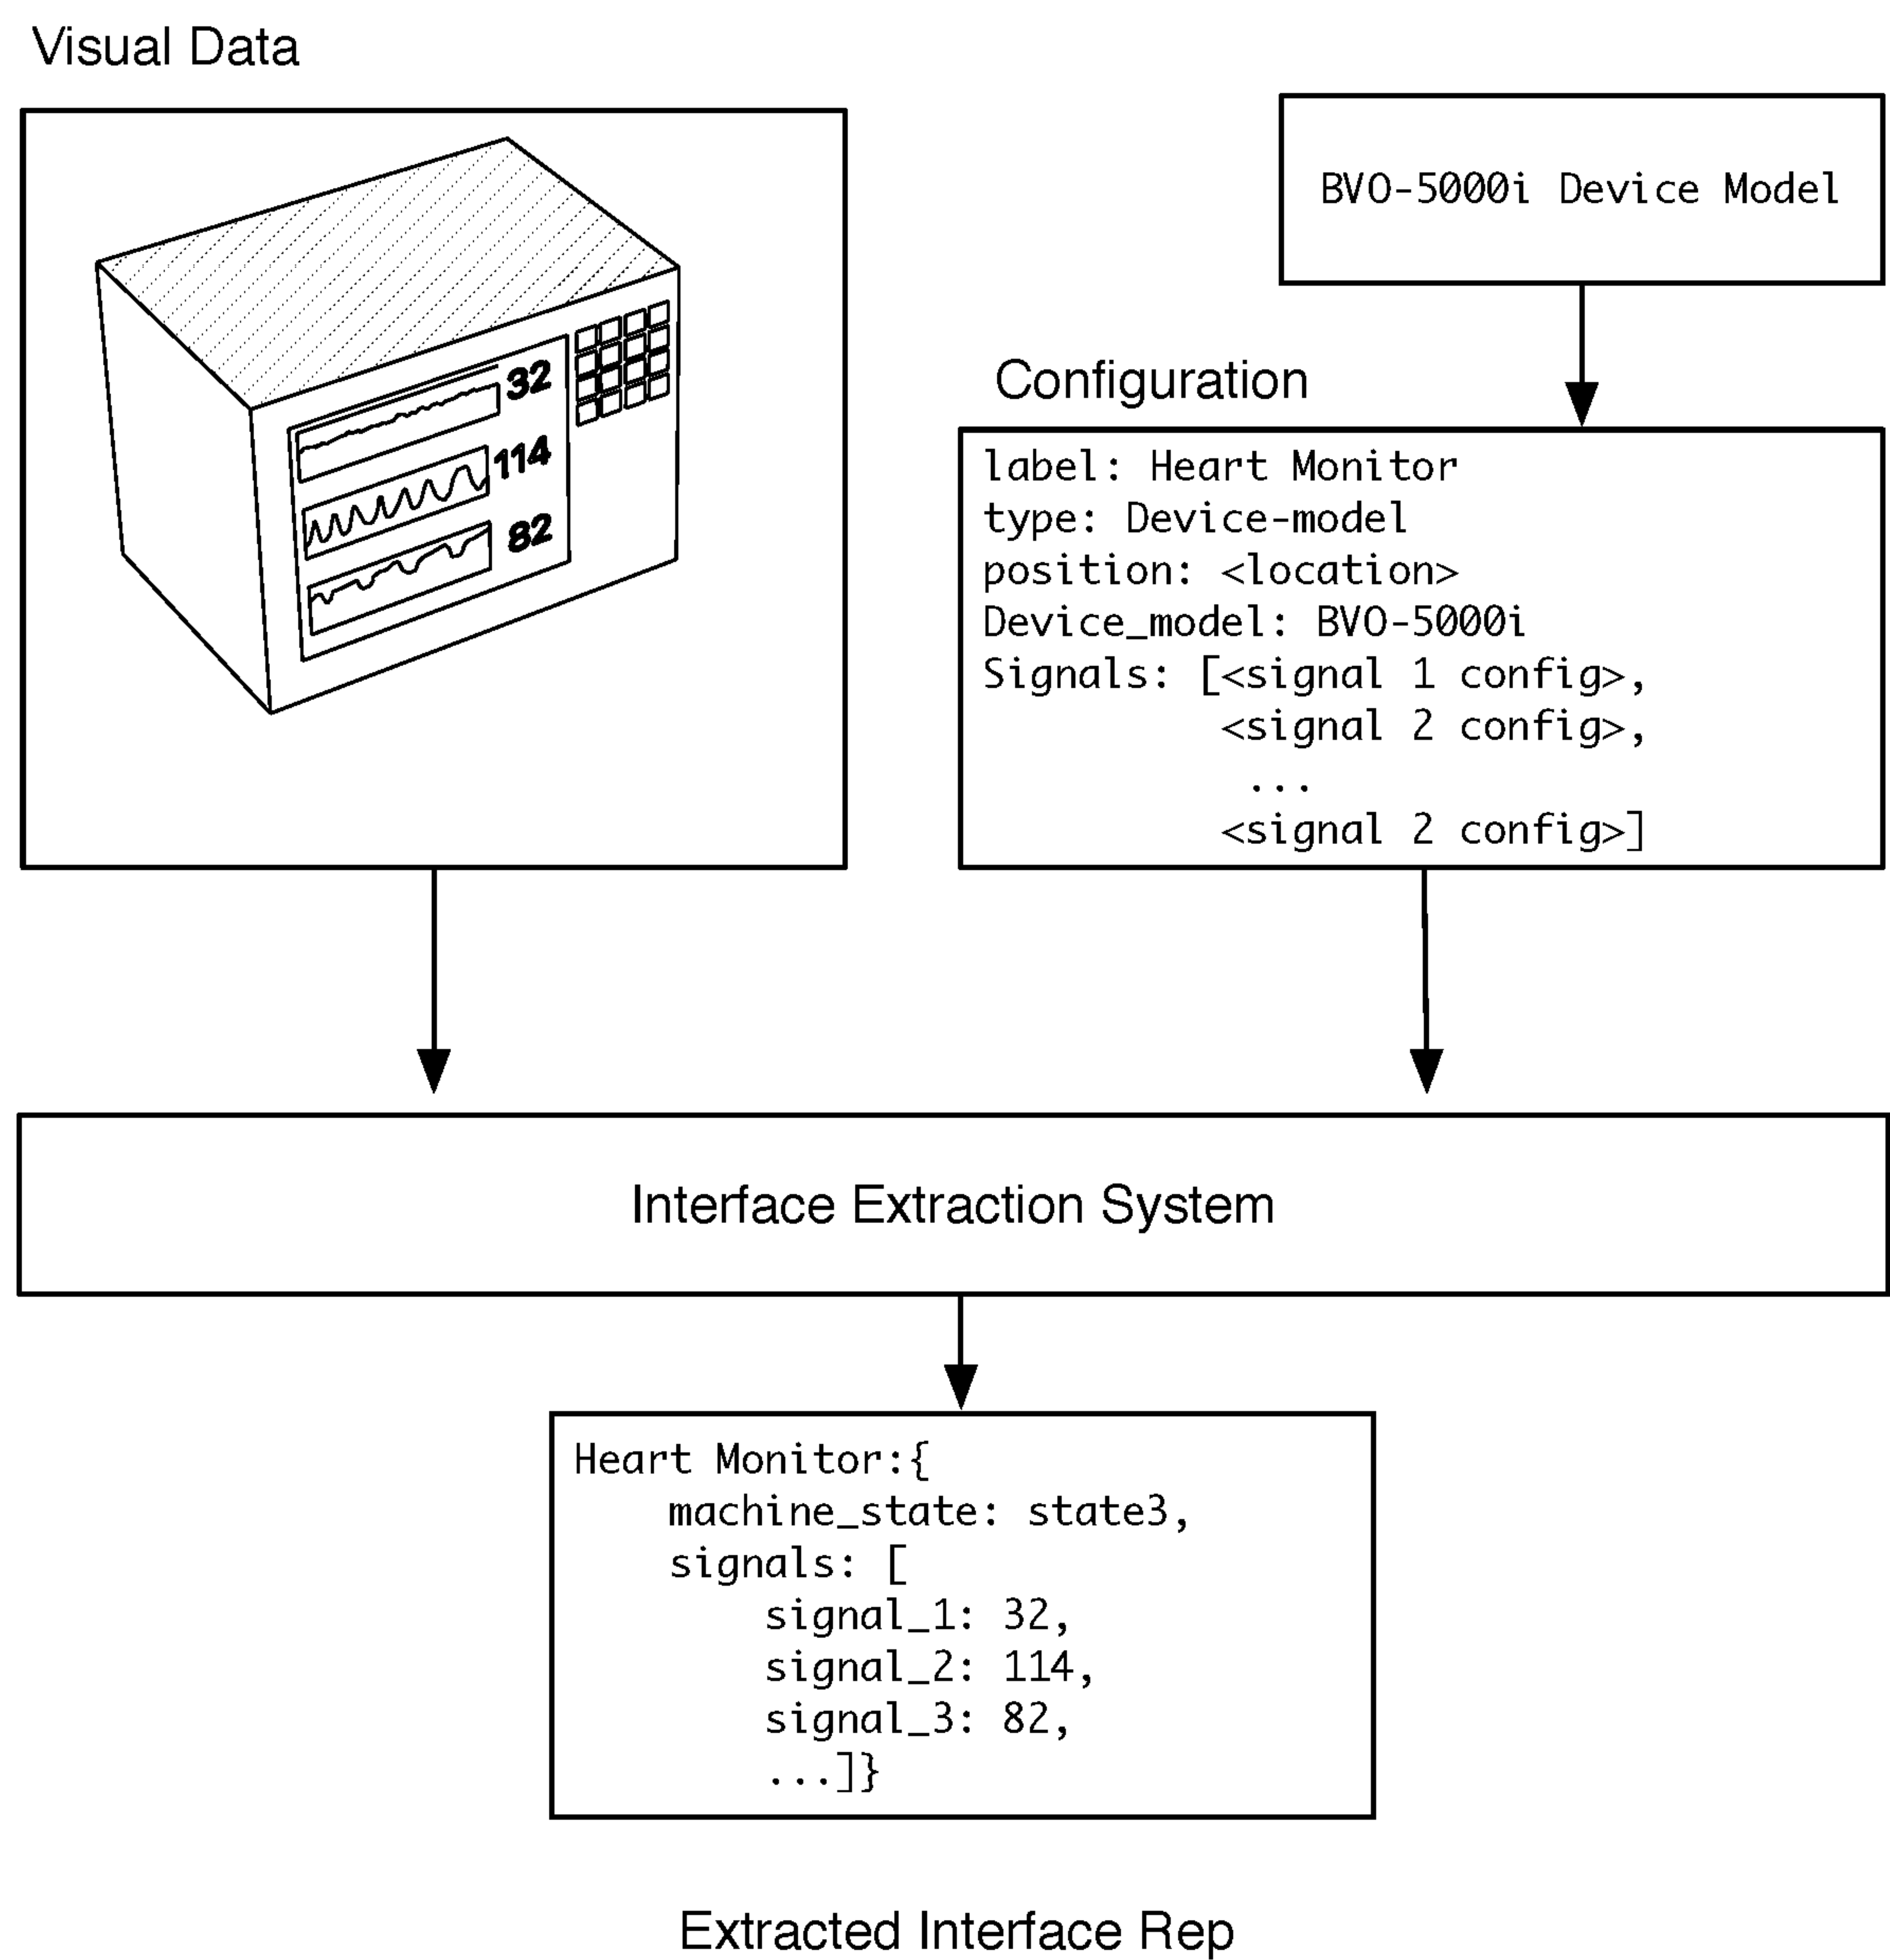 Visual Data
32
114
82
BVO-5000i Device Model
Configuration
label: Heart Monitor
type: Device-model
position: <location>
Device_model: BVO-5000i
Signals: [<signal 1 config>,
<signal 2 config>,
...
<signal 2 config>]
Interface Extraction System
Heart Monitor:{
machine_state: state3,
signals: [
signal_1: 32,
signal_2: 114,
signal_3: 82,
...]}
Extracted Interface Rep